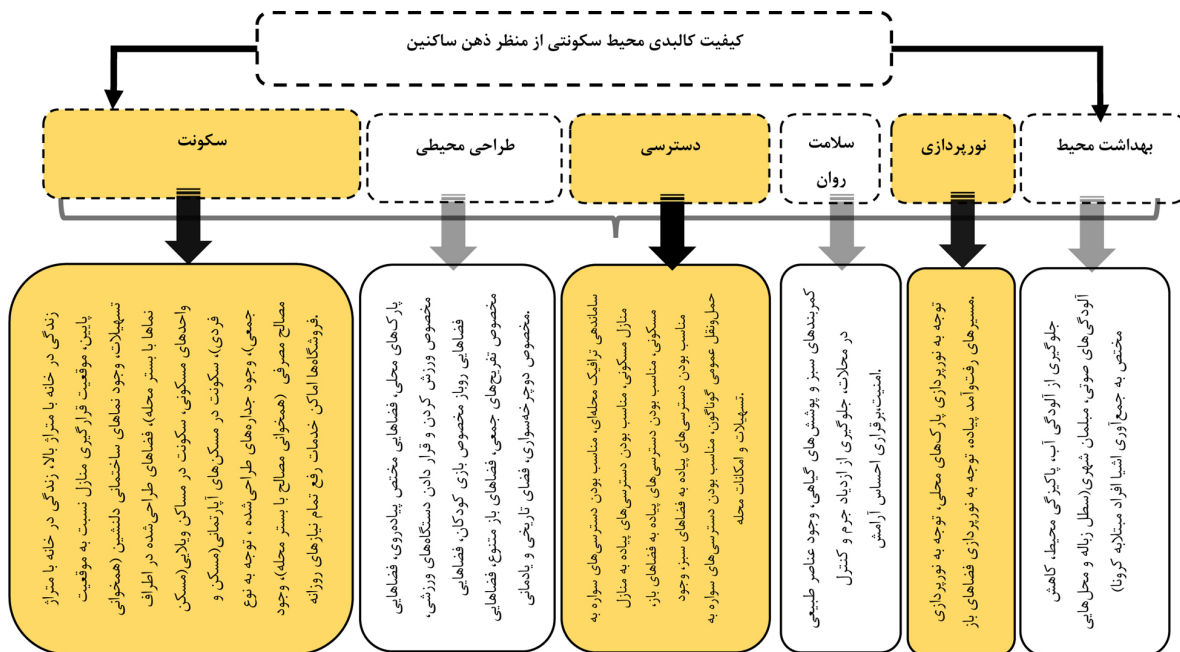 کیفیت کالبدی محیط سکونتی از منظر ذهن ساکنین
بهداشت محیط
نورپردازی
سلامت
روان
دسترسی
طراحی محیطی
سکونت
جلوگیری از آلودگی آب، پاکیزگی محیط، کاهش
آلودگی‌های صوتی، مبلمان شهری(سطل زباله و محل‌هایی
مختص به جمع‌آوری اشیا افراد مبتلابه کرونا)
توجه به نورپردازی پارک‌های محلی، توجه به نورپردازی
مسیرهای رفت‌وآمد پیاده، توجه به نورپردازی فضاهای باز.
کمربندهای سبز و پوشش‌های گیاهی، وجود عناصر طبیعی
در محلات، جلوگیری از ازدیاد جرم و کنترل
امنیت،برقراری احساس آرامش
ساماندهی ترافیک محله‌ای، مناسب بودن دسترسی‌های سواره به
منازل مسکونی، مناسب بودن دسترسی‌های پیاده به منازل
مسکونی، مناسب بودن دسترسی‌های پیاده به فضاهای باز،
مناسب بودن دسترسی‌های پیاده به فضاهای سبز وجود
حمل‌ونقل عمومی گوناگون، مناسب بودن دسترسی‌های سواره به
تسهیلات و امکانات محله
پارک‌های محلی، فضاهایی مختص پیاده‌روی، فضاهایی
مخصوص ورزش کردن و قرار دادن دستگاه‌های ورزشی،
فضاهایی روباز مخصوص بازی کودکان، فضاهایی
مخصوص تفریح‌های جمعی، فضاهای باز متنوع، فضاهایی
مخصوص دوچرخه‌سواری، فضای تاریخی و یادمانی.
زندگی در خانه با متراژ بالا، زندگی در خانه با متراژ
پایین، موقعیت قرارگیری منازل نسبت به موقعیت
تسهیلات، وجود نماهای ساختمانی دلنشین (همخوانی
نماها با بستر محله)، فضاهای طراحی‌شده در اطراف
واحدهای مسکونی، سکونت در مساکن ویلایی(مسکن
فردی)، سکونت در مسکن‌های آپارتمانی(مسکن و
جمعی)، وجود جداره‌های طراحی شده ، توجه به نوع
مصالح مصرفی (همخوانی مصالح با بستر محله)، وجود
فروشگاه‌ها اماکن خدمات رفع تمام نیازهای روزانه.